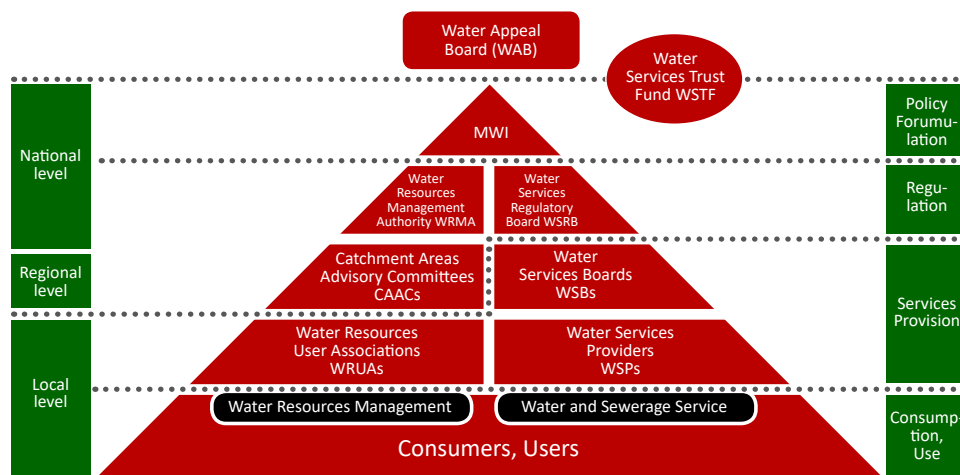 Water Appeal
Board (WAB)
Water
Services Trust
Fund WSTF
National
level
MWI
Policy
Forumu-
lation
Water
Resources
Management
Authority WRMA
Water
Services
Regulatory
Board WSRB
Regu-
lation
Regional
level
Catchment Areas
Advisory Committees
CAACs
Water
Services Boards
WSBs
Services
Provision
Local
level
Water Resources
User Associations
WRUAs
Water Services
Providers
WSPs
Water Resources Management
Water and Sewerage Service
Consumers, Users
Consump-
tion,
Use